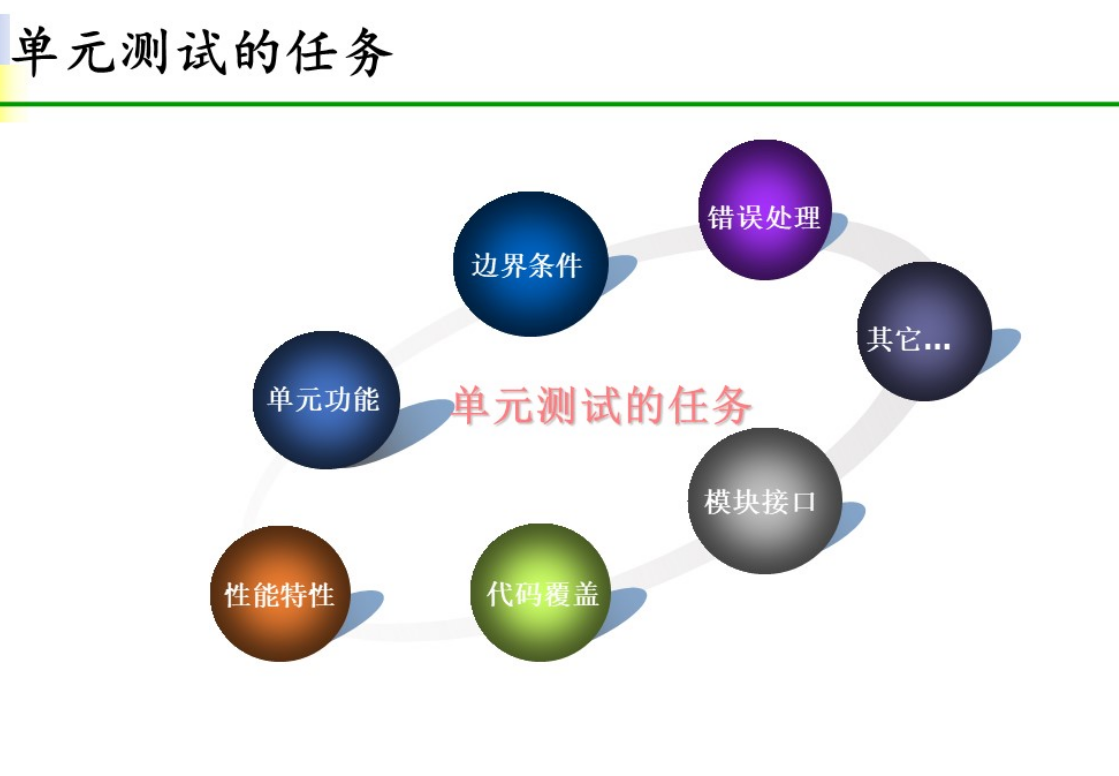 单元测试的任务
错误处理
边界条件
其它...
单元功能
单元测试的任务
模块接口
性能特性
代码覆盖